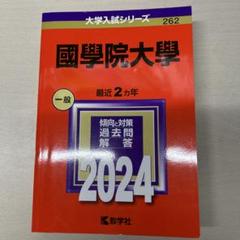 大学入試シリーズ
262
國學院大學
一般
最近2カ年
傾向と対策
過去問
解答
2024
教学社